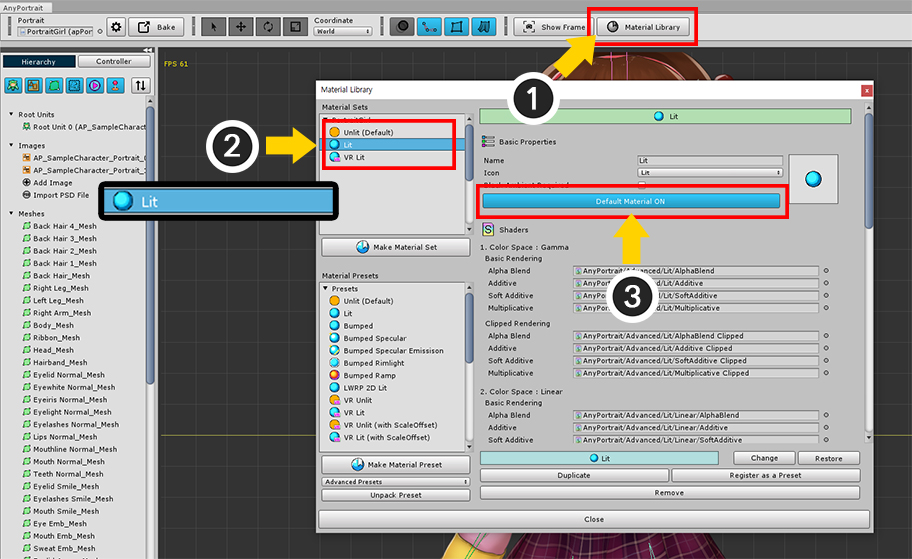 AnyPortrait
Portrait
PortraitGirl (apPor
Bake
Coordinate
World
Show Frame
Material Library
Hierarchy
Controller
FPS 61
Root Units
Root Unit 0 (AP_SampleCharacter
Images
AP_SampleCharacter_Portrait_0
AP_SampleCharacter_Portrait_1
Add Image
Import PSD File
Meshes
Back Hair 4_Mesh
Back Hair 3_Mesh
Back Hair 2_Mesh
Back Hair 1_Mesh
Back Hair_Mesh
Right Leg_Mesh
Left Leg_Mesh
Right Arm_Mesh
Body_Mesh
Ribbon_Mesh
Head_Mesh
Hairband_Mesh
Eyelid Normal_Mesh
Eyewhite Normal_Mesh
Eyeiris Normal_Mesh
Eyelight Normal_Mesh
Eyelashes Normal_Mesh
Lips Normal_Mesh
Mouthline Normal_Mesh
Mouth Normal_Mesh
Teeth Normal_Mesh
Eyelid Smile_Mesh
Eyelashes Smile_Mesh
Mouth Smile_Mesh
Eye Emb_Mesh
Mouth Emb_Mesh
Sweat Emb_Mesh
1
2
3
Lit
Material Library
x
Material Sets
Unlit (Default)
Lit
VR Lit
Make Material Set
Material Presets
Presets
Unlit (Default)
Lit
Bumped
Bumped Specular
Bumped Specular Emission
Bumped Rimlight
Bumped Ramp
LWRP 2D Lit
VR Unlit
VR Lit
VR Unlit (with ScaleOffset)
VR Lit (with ScaleOffset)
Make Material Preset
Advanced Presets
Unpack Preset
Lit
Basic Properties
Name
Lit
Icon
Lit
Default Material ON
S
Shaders
1. Color Space : Gamma
Basic Rendering
Alpha Blend
AnyPortrait/Advanced/Lit/AlphaBlend
Additive
AnyPortrait/Advanced/Lit/Additive
Soft Additive
AnyPortrait/Advanced/Lit/SoftAdditive
Multiplicative
AnyPortrait/Advanced/Lit/Multiplicative
Clipped Rendering
Alpha Blend
AnyPortrait/Advanced/Lit/AlphaBlend Clipped
Additive
AnyPortrait/Advanced/Lit/Additive Clipped
Soft Additive
AnyPortrait/Advanced/Lit/SoftAdditive Clipped
Multiplicative
AnyPortrait/Advanced/Lit/Multiplicative Clipped
2. Color Space : Linear
Basic Rendering
Alpha Blend
AnyPortrait/Advanced/Lit/Linear/AlphaBlend
Additive
AnyPortrait/Advanced/Lit/Linear/Additive
Soft Additive
AnyPortrait/Advanced/Lit/Linear/SoftAdditive
Lit
Change
Restore
Duplicate
Register as a Preset
Remove
Close